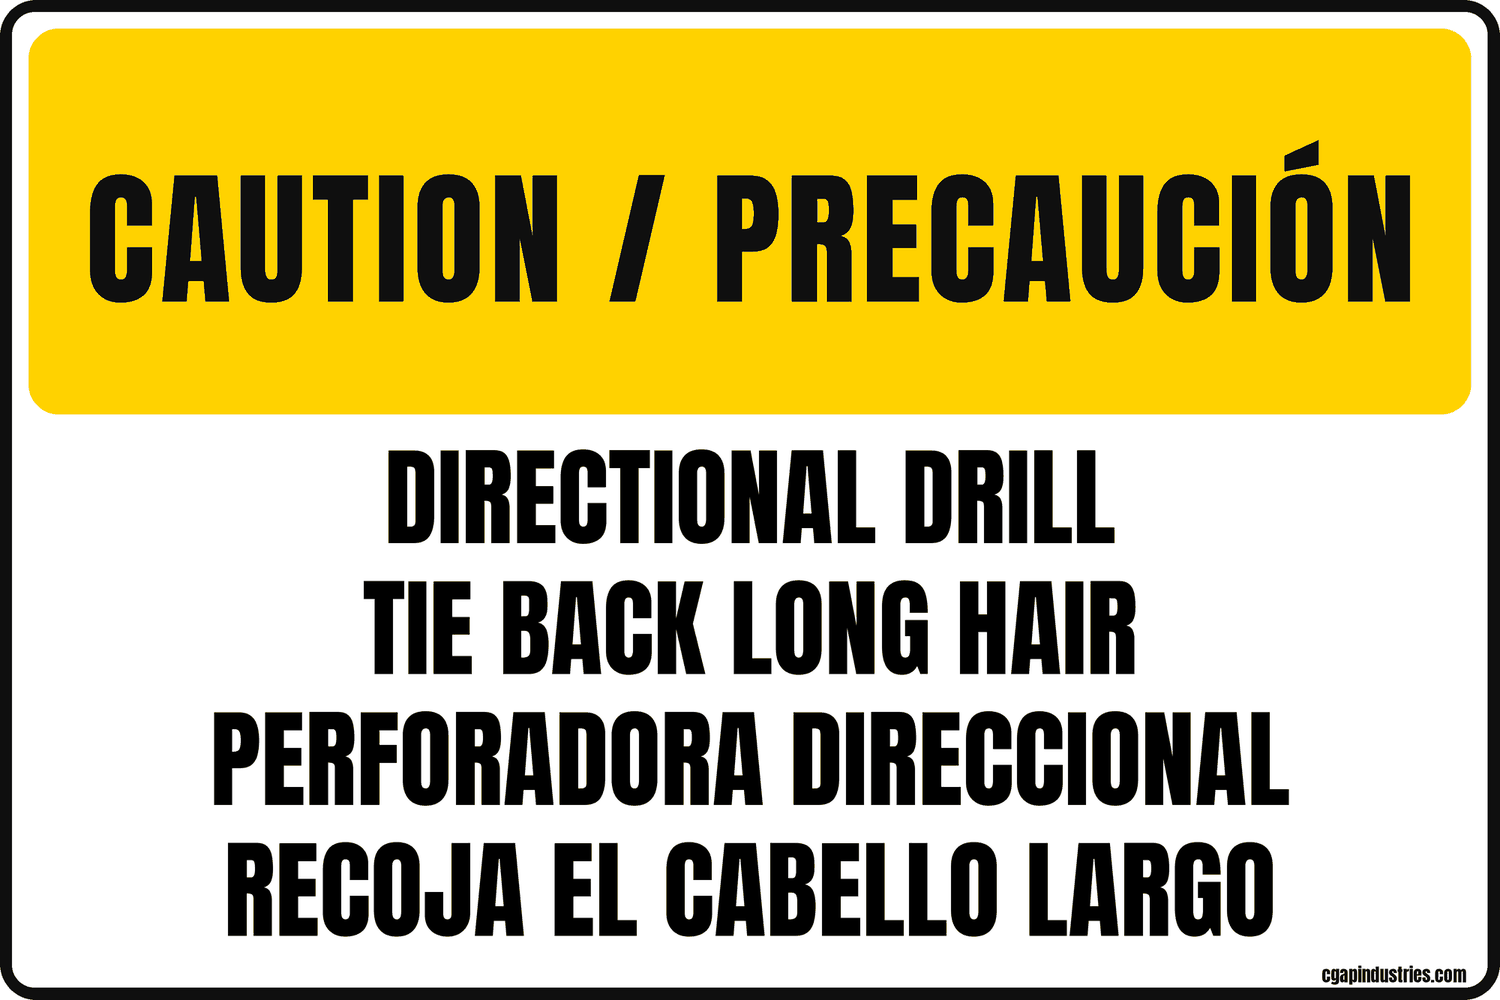 CAUTION / PRECAUCIÓN
DIRECTIONAL DRILL
TIE BACK LONG HAIR
PERFORADORA DIRECCIONAL
RECOJA EL CABELLO LARGO
cgapindustries.com